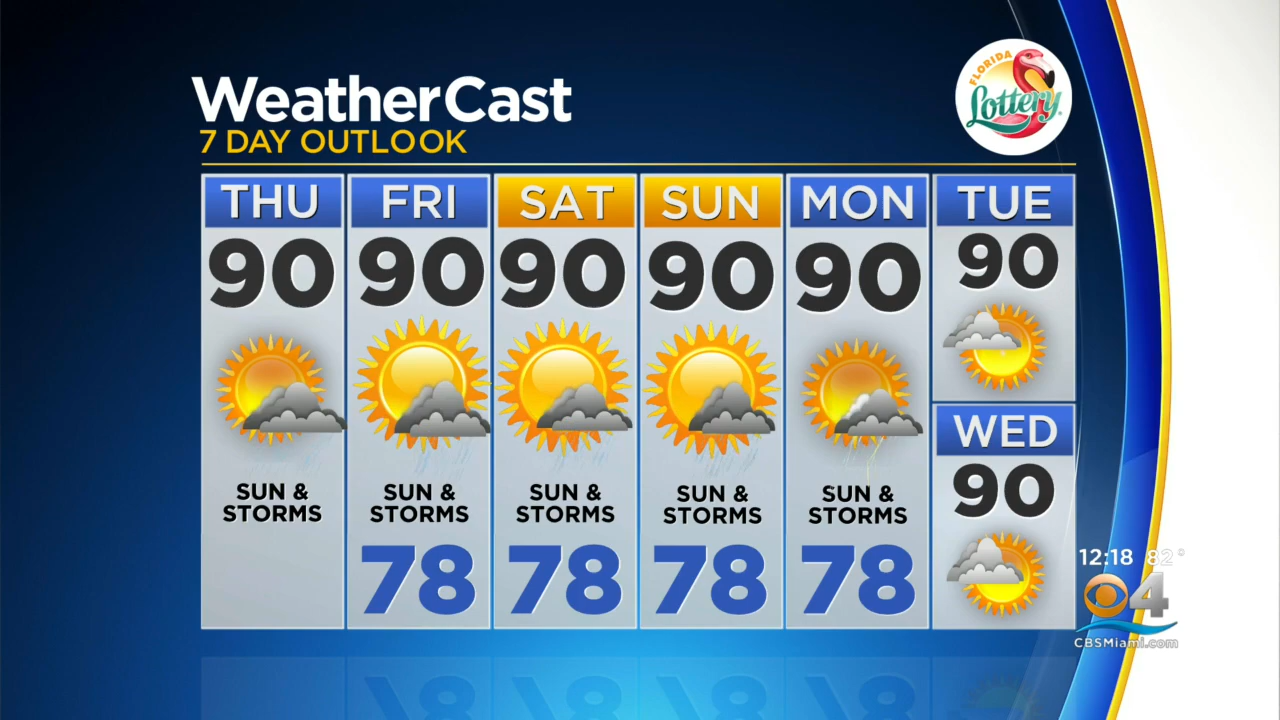 WeatherCast
7 DAY OUTLOOK
FLORIDA
Lottery
THU
90
SUN &
STORMS
FRI
90
SUN &
STORMS
78
SAT
90
SUN &
STORMS
78
SUN
90
SUN &
STORMS
78
MON
90
SUN &
STORMS
78
TUE
90
WED
90
12:18 82°
4
CBSMiami.com